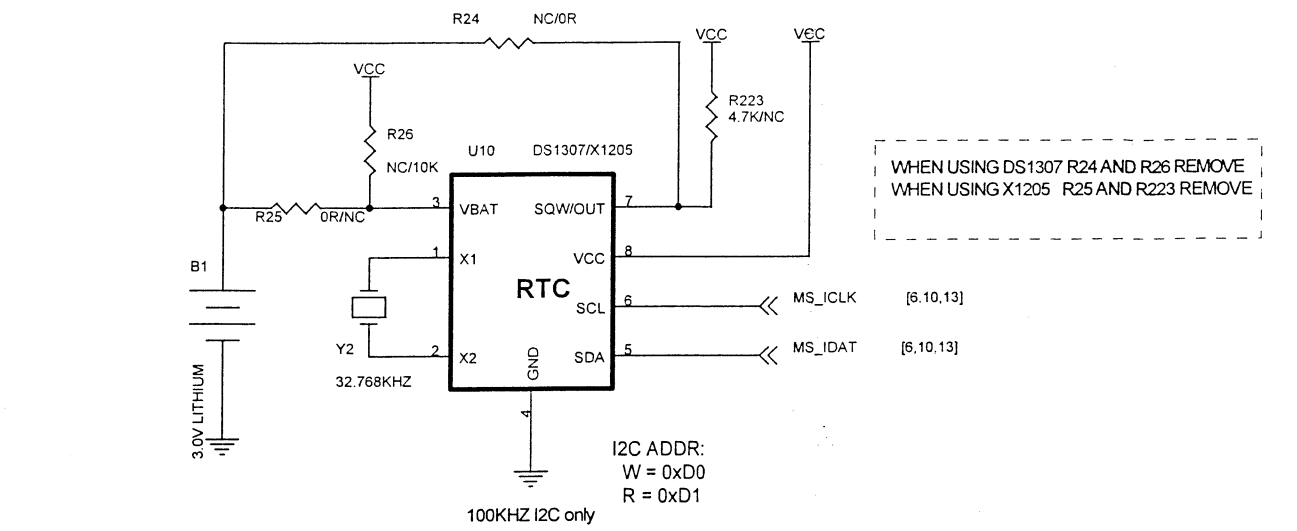 R24 NC/0R
VCC
VCC
VCC
R26
NC/10K
R223
4.7K/NC
U10 DS1307/X1205
WHEN USING DS1307 R24 AND R26 REMOVE
WHEN USING X1205 R25 AND R223 REMOVE
R25 0R/NC
3 VBAT
SQW/OUT 7
1 X1
VCC 8
B1
RTC
SCL 6
MS_ICLK [6.10,13]
Y2
2 X2
GND
SDA 5
MS_IDAT [6,10,13]
32.768KHZ
3.0V LITHIUM
4
I2C ADDR:
W = 0xD0
R = 0xD1
100KHZ I2C only